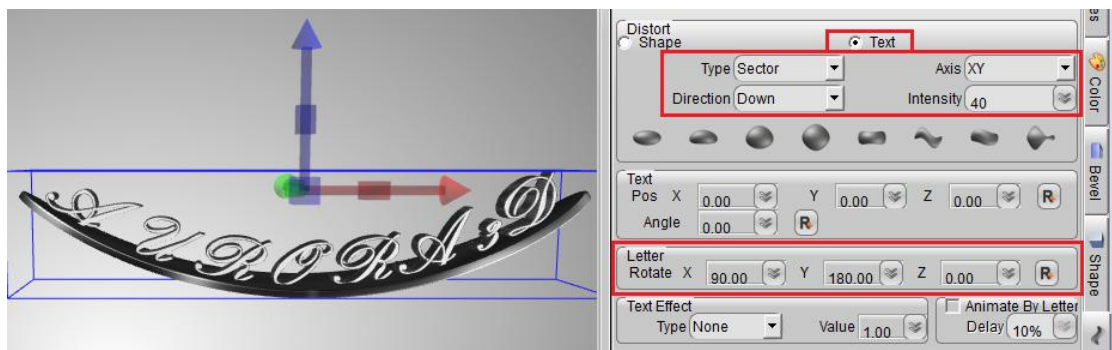 AURORA3D
Distort
Shape
Text
Type Sector
Axis XY
Direction Down
Intensity 40
Text
Pos X 0.00 Y 0.00 Z 0.00 R
Angle 0.00 R
Letter
Rotate X 90.00 Y 180.00 Z 0.00 R
Text Effect
Type None
Value 1.00
Animate By Letter
Delay 10%
Color
Bevel
Shape